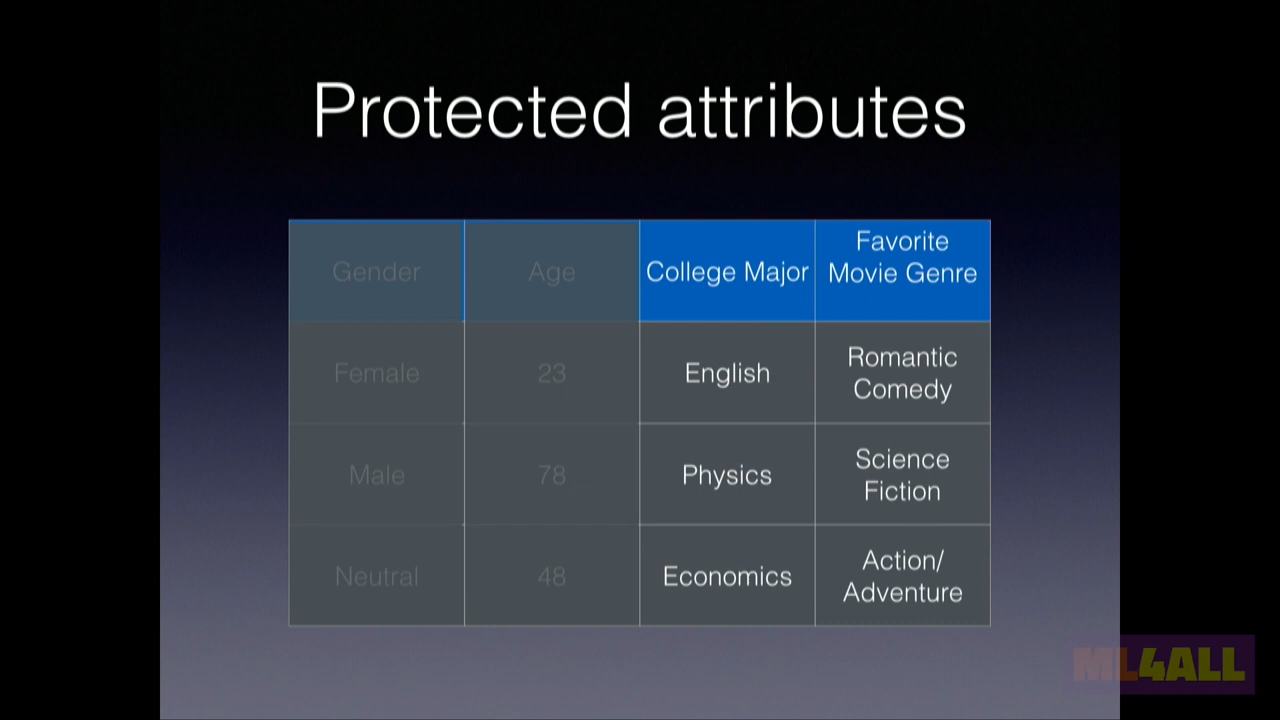 Protected attributes
Gender
Age
College Major
Favorite
Movie Genre
Female
23
English
Romantic
Comedy
Male
78
Physics
Science
Fiction
Neutral
48
Economics
Action/
Adventure
ML4ALL